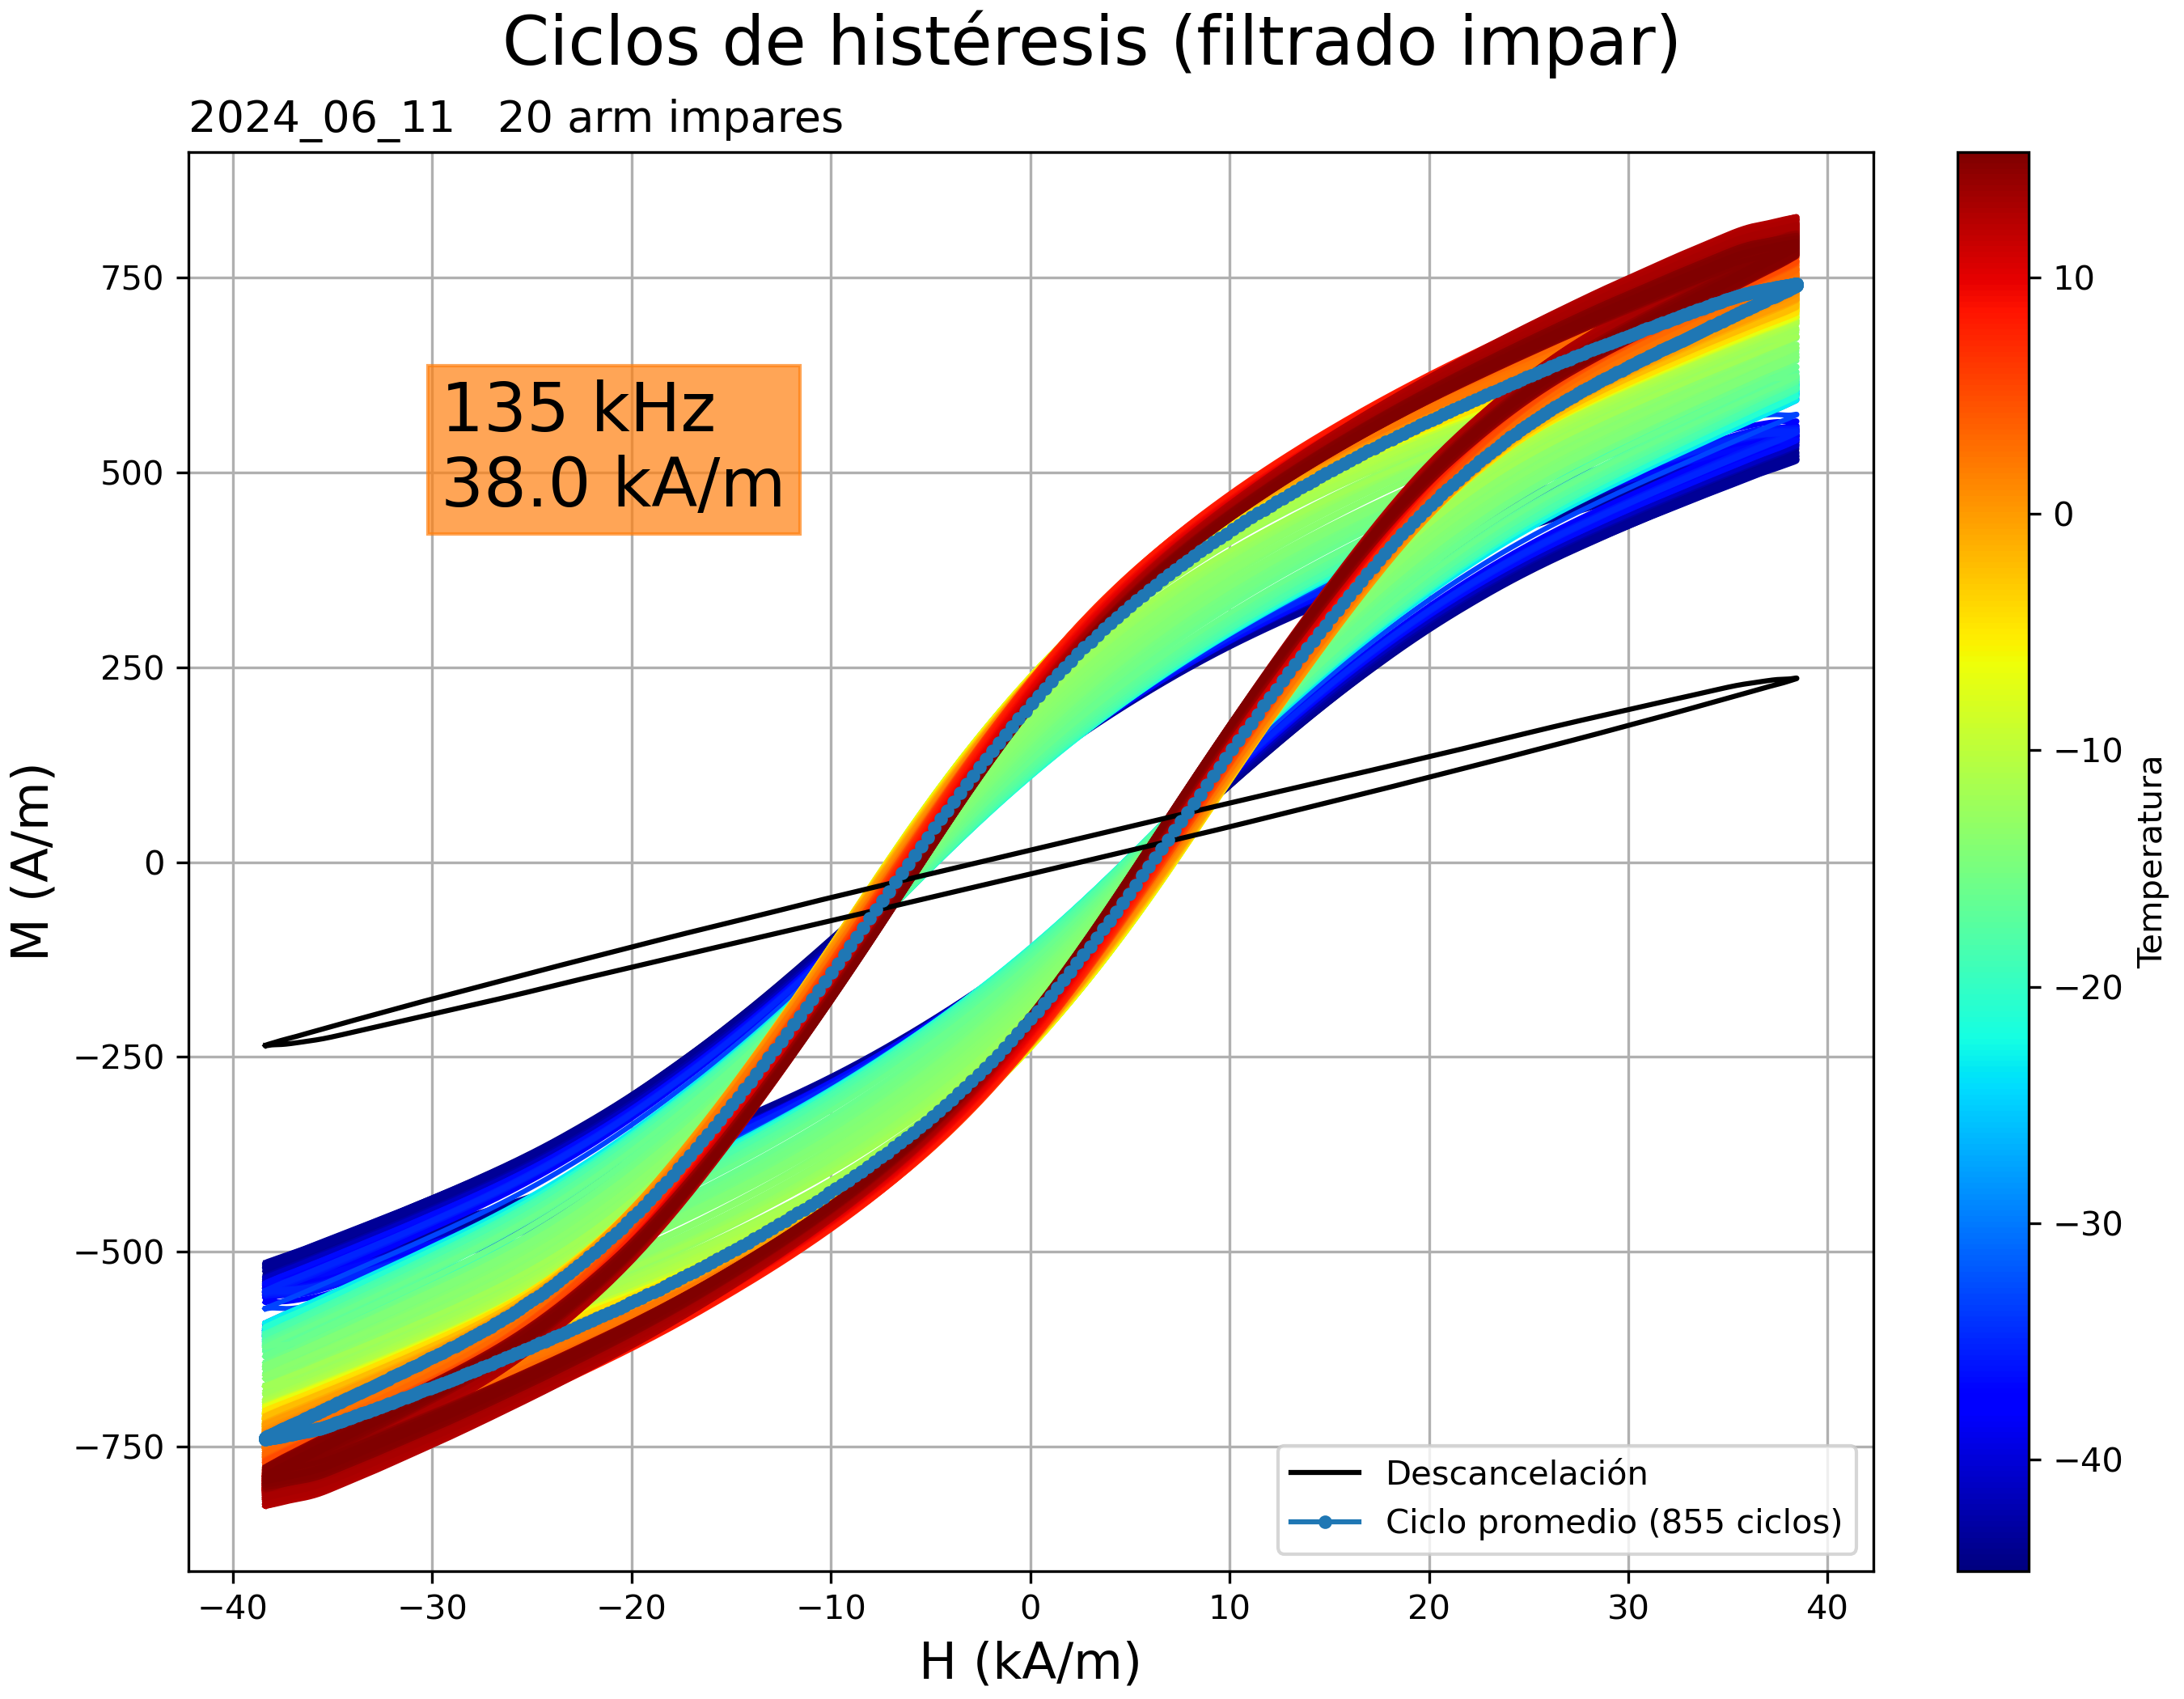 Ciclos de histéresis (filtrado impar)
2024_06_11   20 arm impares
135 kHz
38.0 kA/m
750
500
250
0
−250
−500
−750
M (A/m)
−40
−30
−20
−10
0
10
20
30
40
H (kA/m)
Descancelación
Ciclo promedio (855 ciclos)
10
0
−10
−20
−30
−40
Temperatura